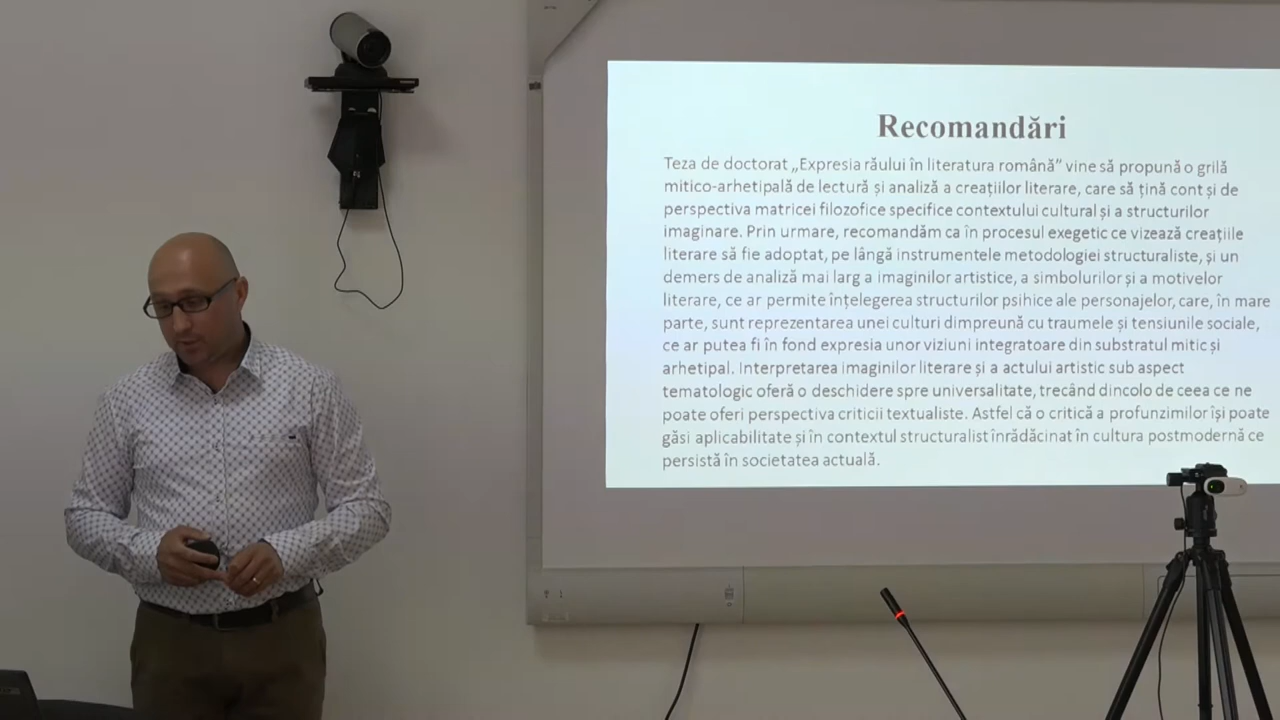 Recomandări
Teza de doctorat „Expresia răului în literatura română” vine să propună o grilă
mitico-arhetipală de lectură și analiză a creațiilor literare, care să țină cont și de
perspectiva matricei filozofice specifice contextului cultural și a structurilor
imaginare. Prin urmare, recomandăm ca în procesul exegetic ce vizează creațiile
literare să fie adoptat, pe lângă instrumentele metodologiei structuraliste, și un
demers de analiză mai larg a imaginilor artistice, a simbolurilor și a motivelor
literare, ce ar permite înțelegerea structurilor psihice ale personajelor, care, în mare
parte, sunt reprezentarea unei culturi dimpreună cu traumele și tensiunile sociale,
ce ar putea fi în fond expresia unor viziuni integratoare din substratul mitic și
arhetipal. Interpretarea imaginilor literare și a actului artistic sub aspect
tematologic oferă o deschidere spre universalitate, trecând dincolo de ceea ce ne
poate oferi perspectiva criticii textualiste. Astfel că o critică a profunzimilor își poate
găsi aplicabilitate și în contextul structuralist înrădăcinat în cultura postmodernă ce
persistă în societatea actuală.